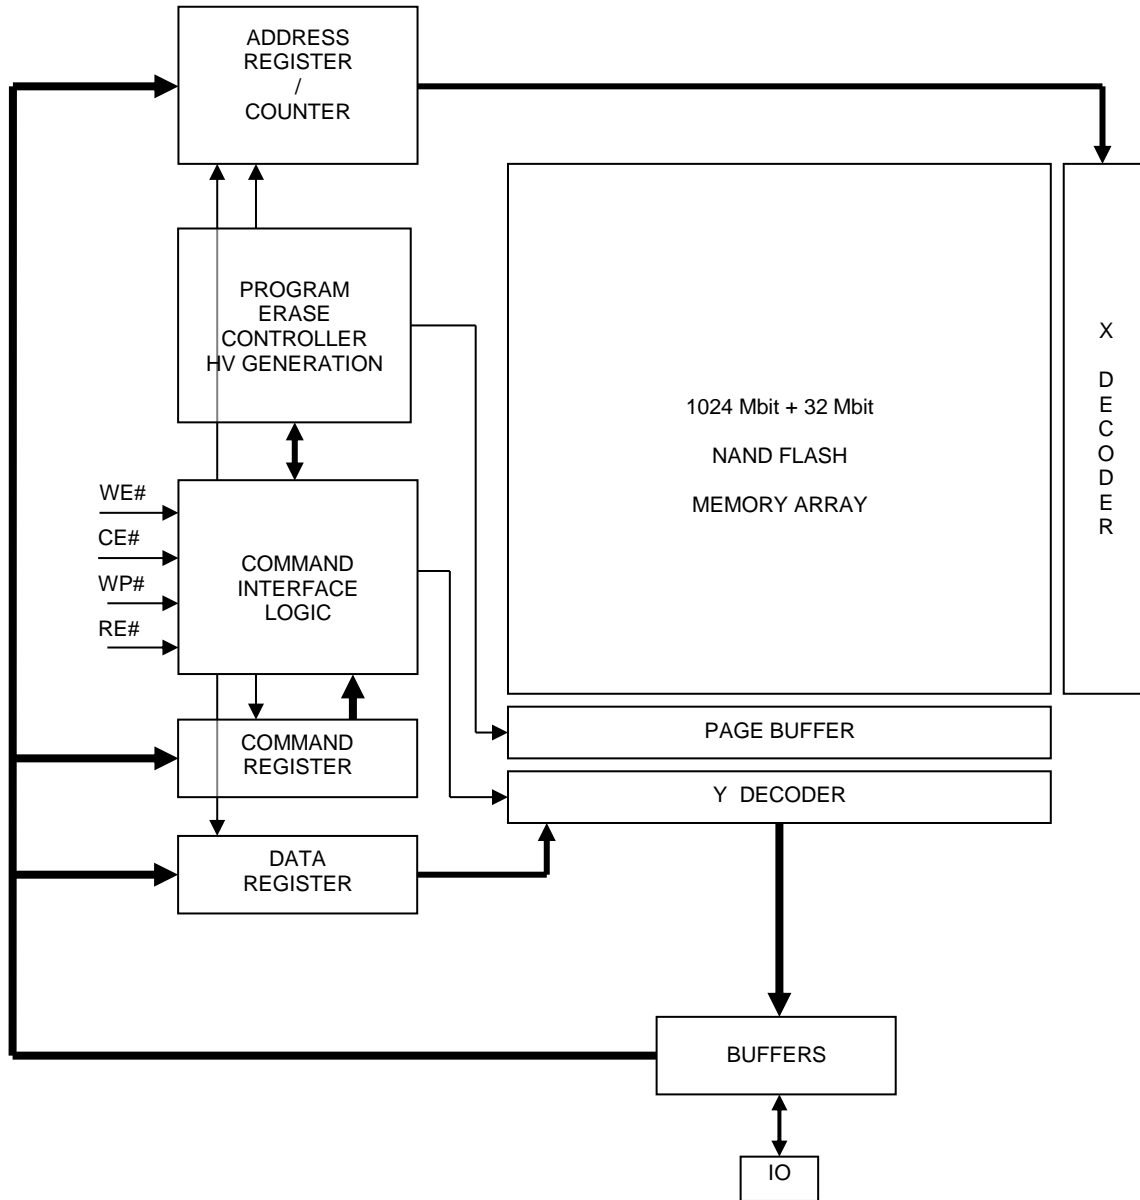 ADDRESS
REGISTER
/
COUNTER
PROGRAM
ERASE
CONTROLLER
HV GENERATION
1024 Mbit + 32 Mbit
NAND FLASH
MEMORY ARRAY
X
D
E
C
O
D
E
R
WE#
CE#
WP#
RE#
COMMAND
INTERFACE
LOGIC
COMMAND
REGISTER
PAGE BUFFER
Y DECODER
DATA
REGISTER
BUFFERS
IO